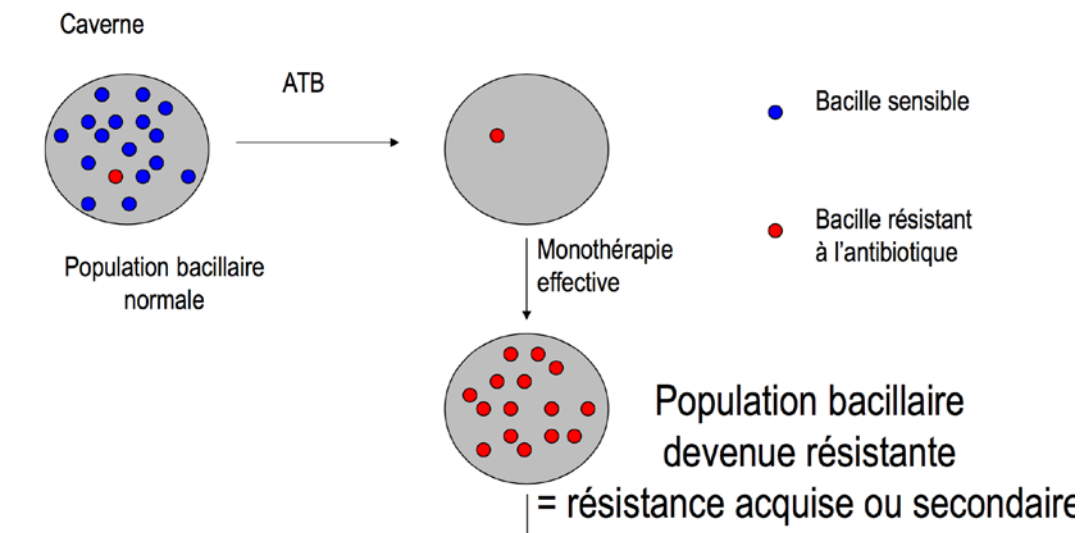 Caverne
ATB
Bacille sensible
Bacille résistant
à l'antibiotique
Population bacillaire
normale
Monothérapie
effective
Population bacillaire
devenue résistante
= résistance acquise ou secondaire